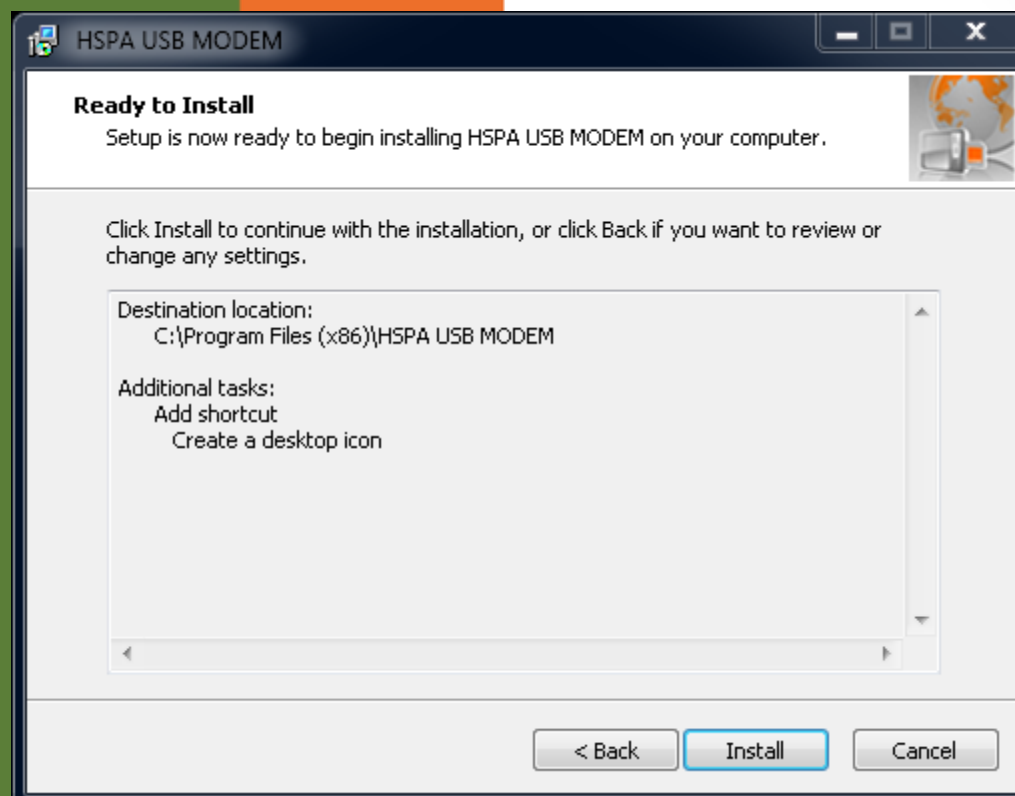 HSPA USB MODEM
Ready to Install
Setup is now ready to begin installing HSPA USB MODEM on your computer.
Click Install to continue with the installation, or click Back if you want to review or
change any settings.
Destination location:
C:\Program Files (x86)\HSPA USB MODEM
Additional tasks:
Add shortcut
Create a desktop icon
< Back
Install
Cancel